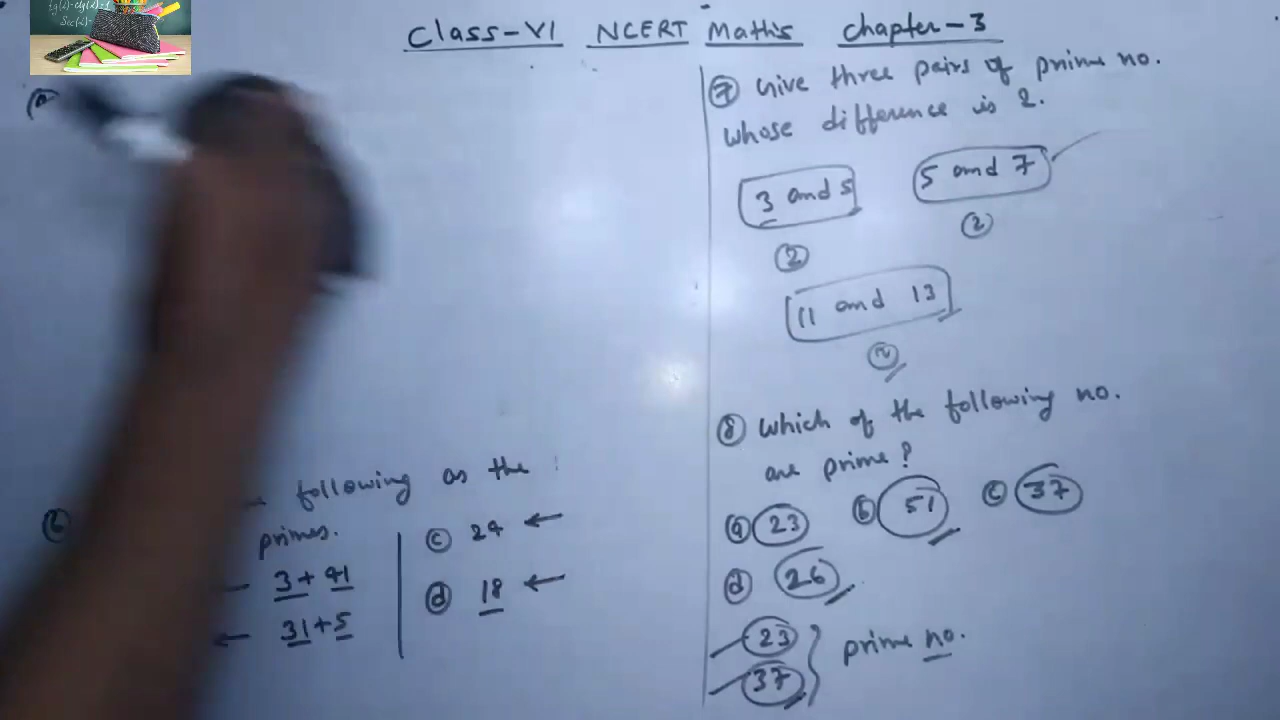 Class-VI NCERT Maths chapter-3
following as the
primes.
3+41
31+5
(c) 24 ←
(d) 18 ←
(7) Give three pairs of prime no.
whose difference is 2.
3 and 5 5 and 7
(2) (2)
11 and 13
(2)
(8) Which of the following no.
are prime?
(a) 23 (b) 51 (c) 37
(d) 26
23
37 } prime no.